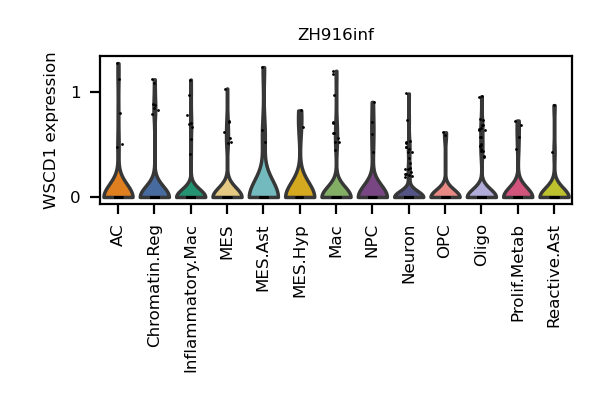 ZH916inf
WSCD1 expression
1
0
AC
Chromatin.Reg
Inflammatory.Mac
MES
MES.Ast
MES.Hyp
Mac
NPC
Neuron
OPC
Oligo
Prolif.Metab
Reactive.Ast